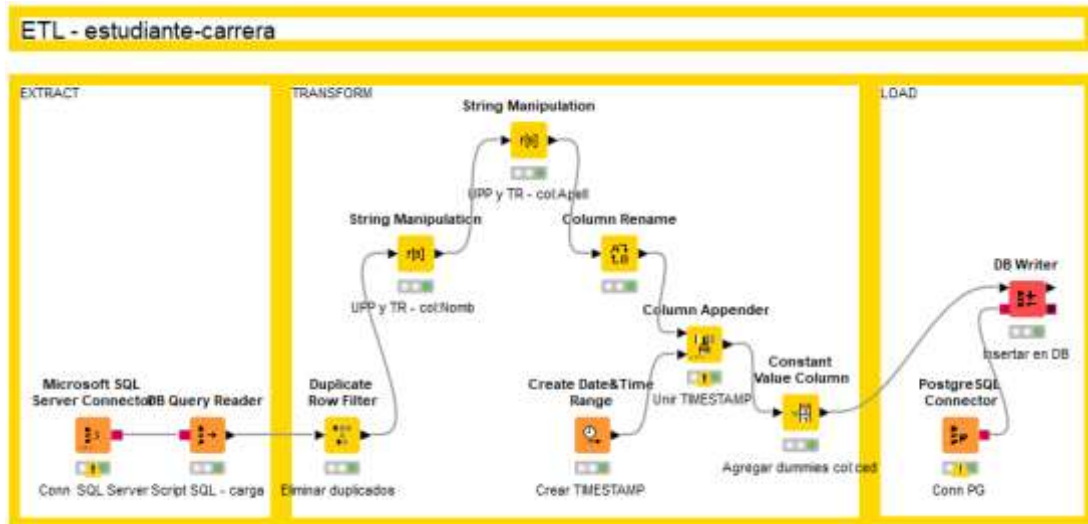 ETL - estudiante-carrera
EXTRACT
TRANSFORM
LOAD
String Manipulation
UPP y TR - col:Apell
String Manipulation
UPP y TR - col:Nomb
Column Rename
Column Appender
Unir TIMESTAMP
DB Writer
Insertar en DB
Microsoft SQL
Server Connector
Conn SQL Server
DB Query Reader
Script SQL - carga
Duplicate
Row Filter
Eliminar duplicados
Create Date&Time
Range
Crear TIMESTAMP
Constant
Value Column
Agregar dummies col:ced
PostgreSQL
Connector
Conn PG